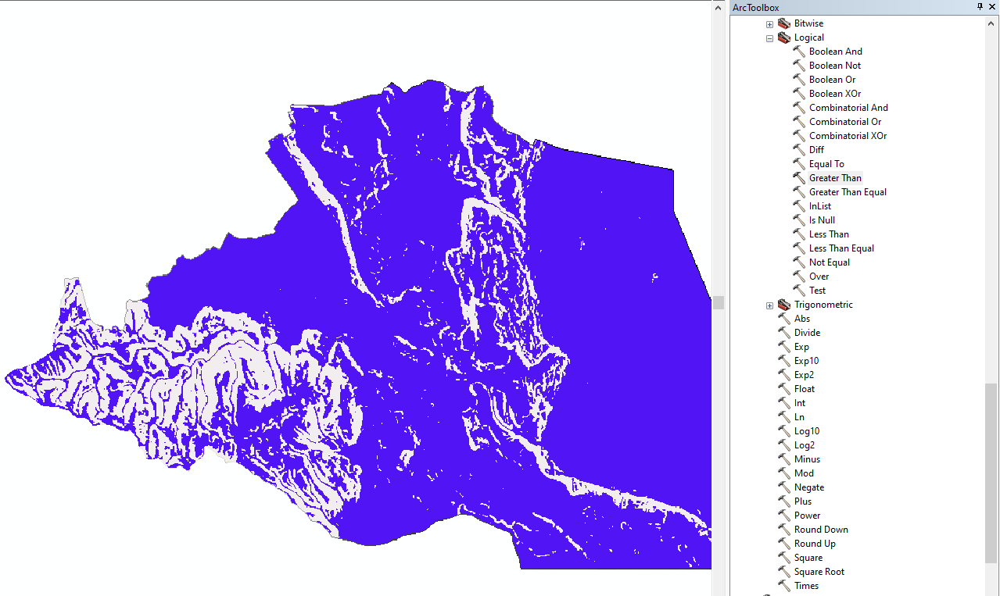 ArcToolbox
Bitwise
Logical
Boolean And
Boolean Not
Boolean Or
Boolean XOr
Combinatorial And
Combinatorial Or
Combinatorial XOr
Diff
Equal To
Greater Than
Greater Than Equal
InList
Is Null
Less Than
Less Than Equal
Not Equal
Over
Test
Trigonometric
Abs
Divide
Exp
Exp10
Exp2
Float
Int
Ln
Log10
Log2
Minus
Mod
Negate
Plus
Power
Round Down
Round Up
Square
Square Root
Times